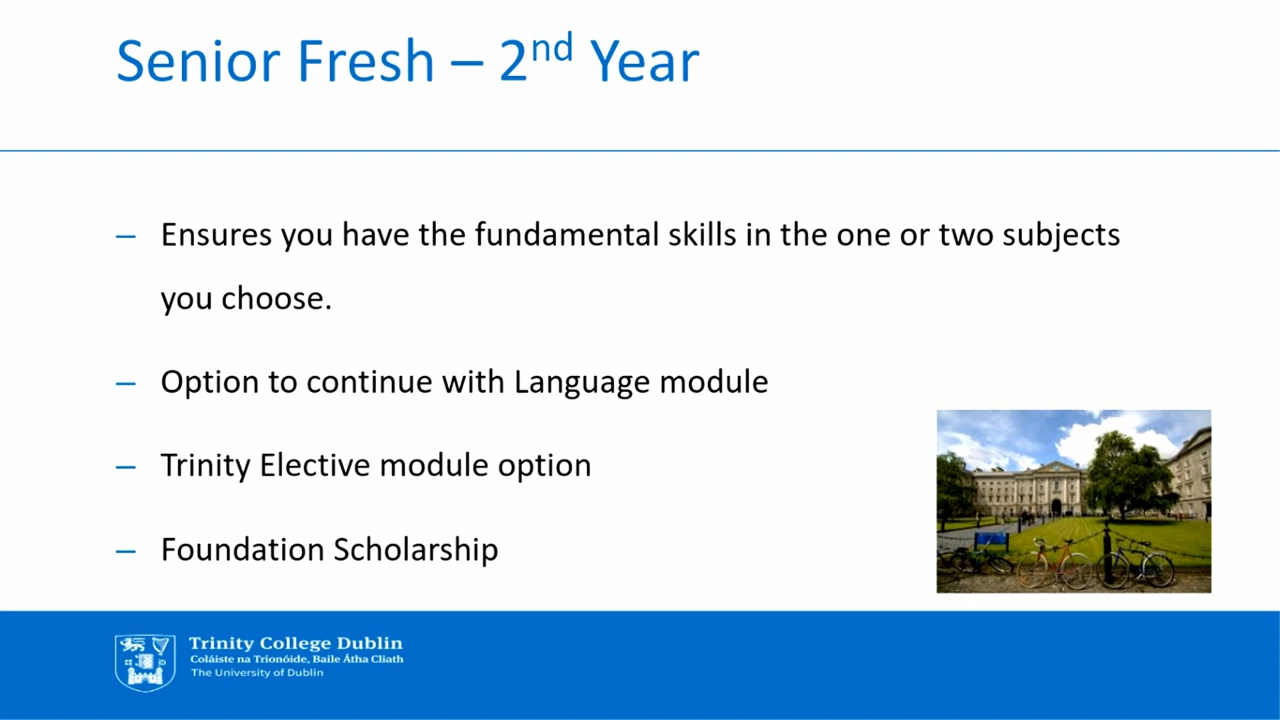 Senior Fresh – 2nd Year
– Ensures you have the fundamental skills in the one or two subjects
you choose.
– Option to continue with Language module
– Trinity Elective module option
– Foundation Scholarship
Trinity College Dublin
Coláiste na Tríonóide, Baile Átha Cliath
The University of Dublin